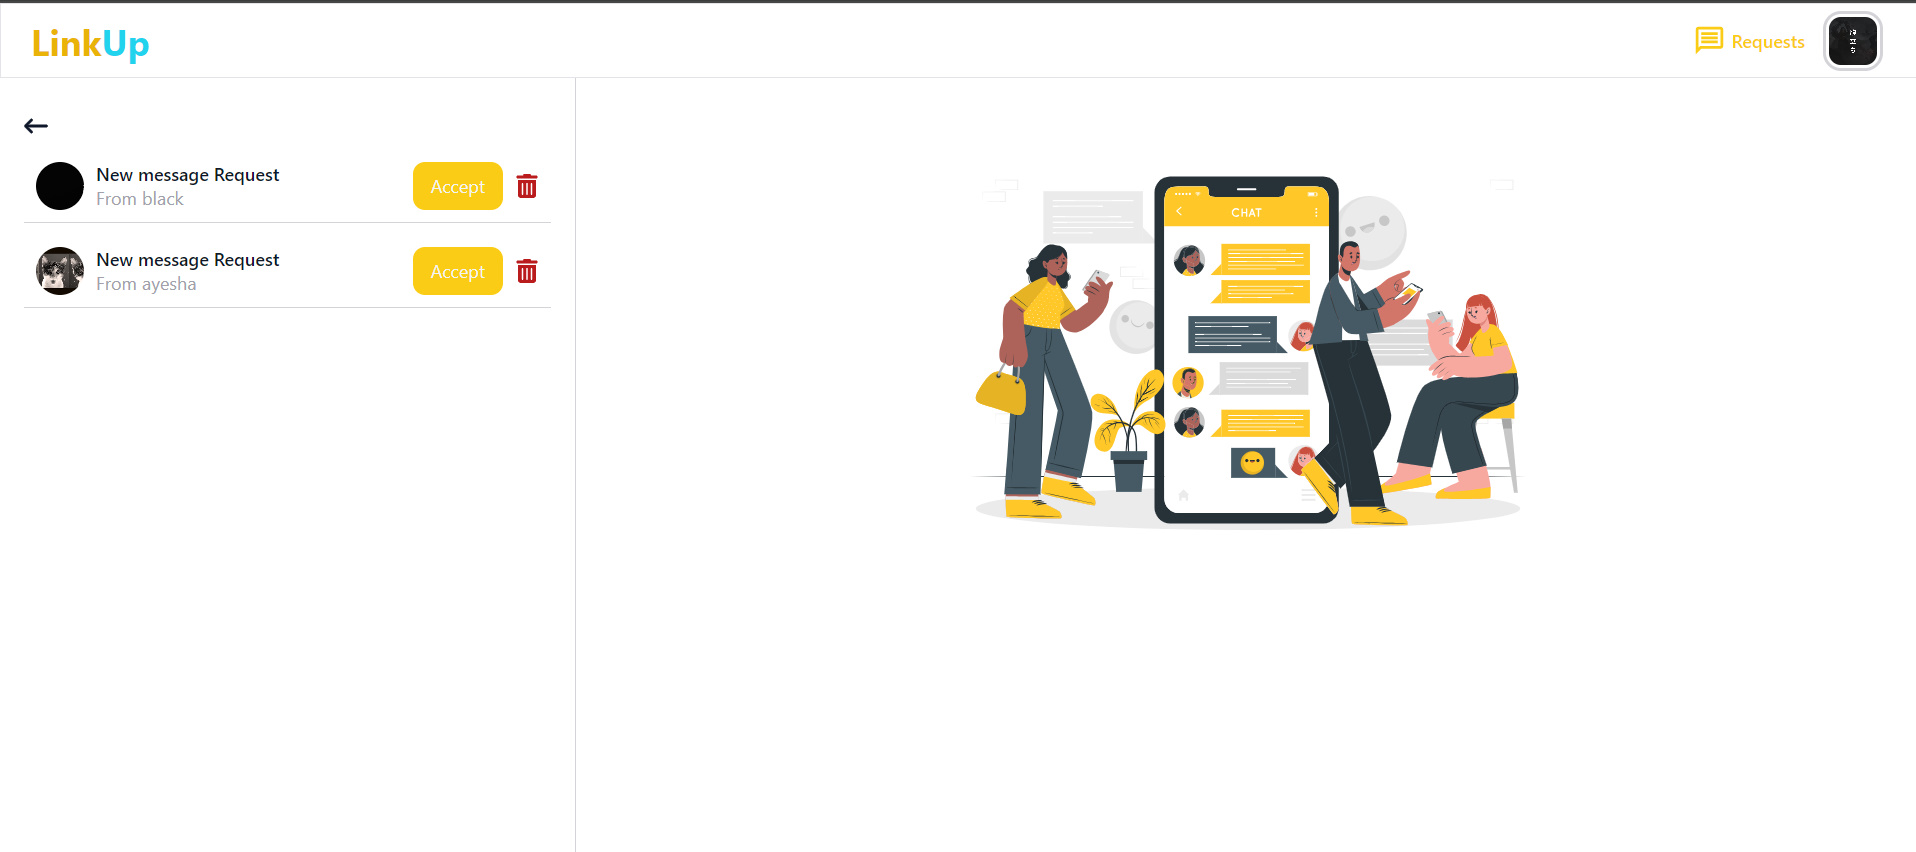 LinkUp
Requests
New message Request
From black
Accept
New message Request
From ayesha
Accept
CHAT